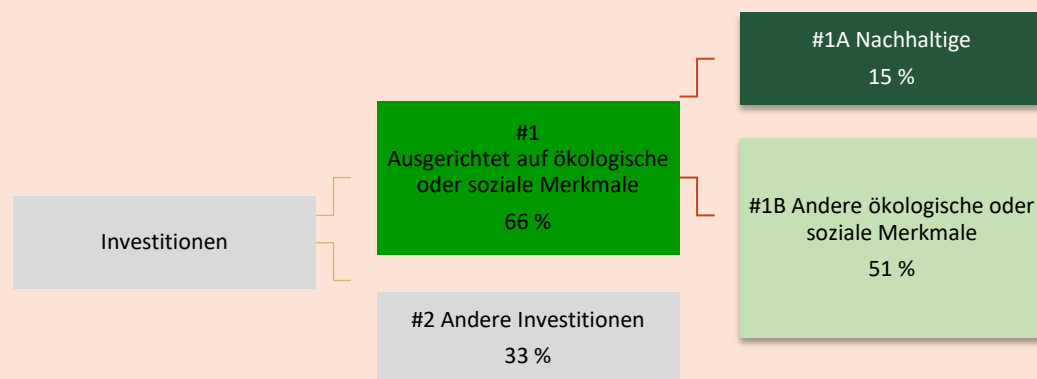 Investitionen
#1
Ausgerichtet auf ökologische
oder soziale Merkmale
66 %
#2 Andere Investitionen
33 %
#1A Nachhaltige
15 %
#1B Andere ökologische oder
soziale Merkmale
51 %